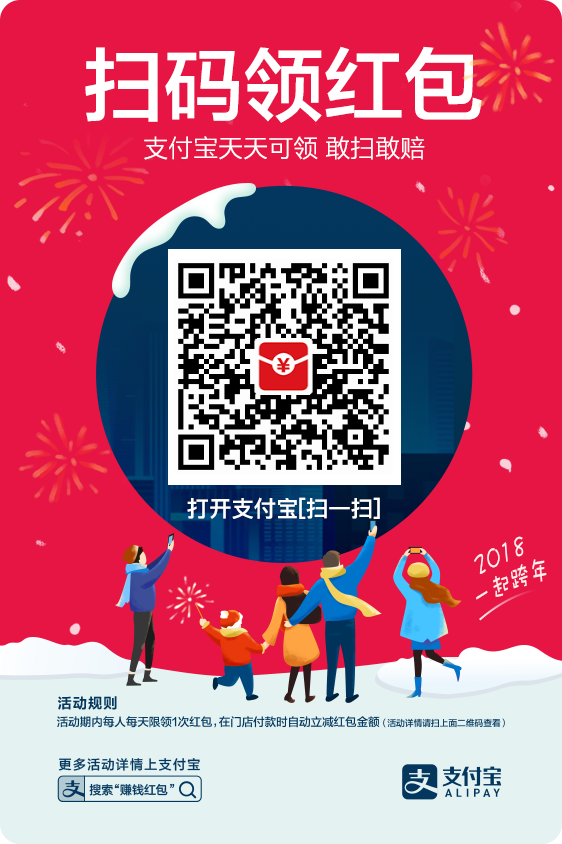 扫码领红包
支付宝天天可领 敢扫敢赔
¥
打开支付宝[扫一扫]
2018
一起跨年
活动规则
活动期内每人每天限领1次红包,在门店付款时自动立减红包金额(活动详情请扫上面二维码查看)
更多活动详情上支付宝
支 搜索“赚钱红包”
支 支付宝
ALIPAY